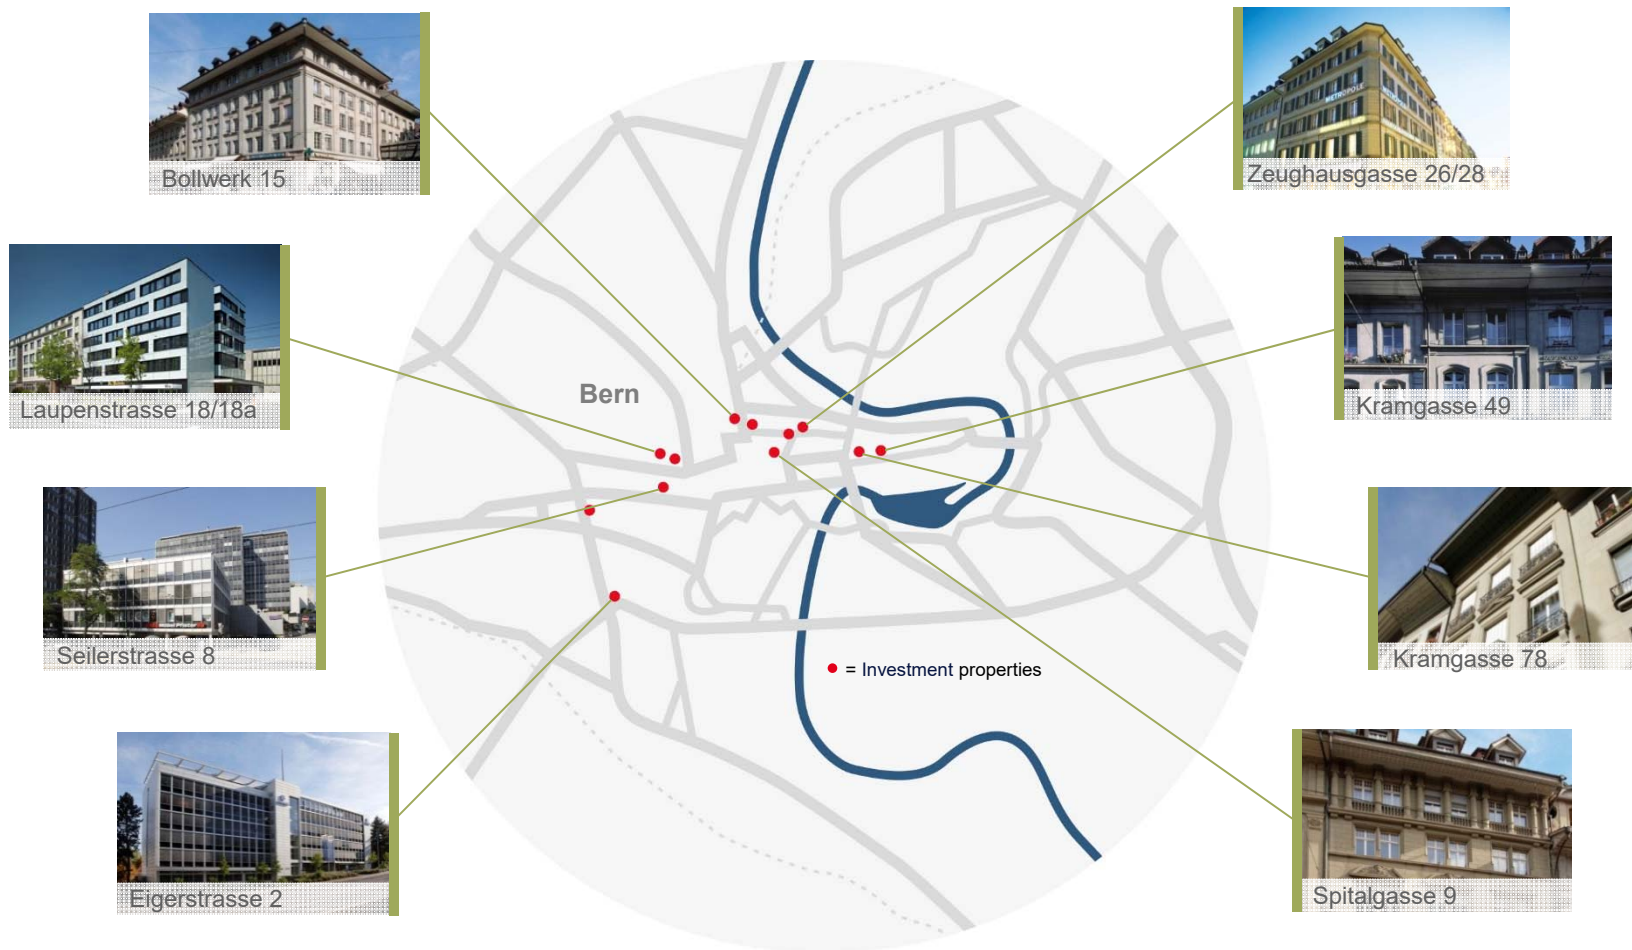 Bollwerk 15
Zeughausgasse 26/28
Laupenstrasse 18/18a
Kramgasse 49
Bern
Seilerstrasse 8
Kramgasse 78
= Investment properties
Eigerstrasse 2
Spitalgasse 9
METROPOLE